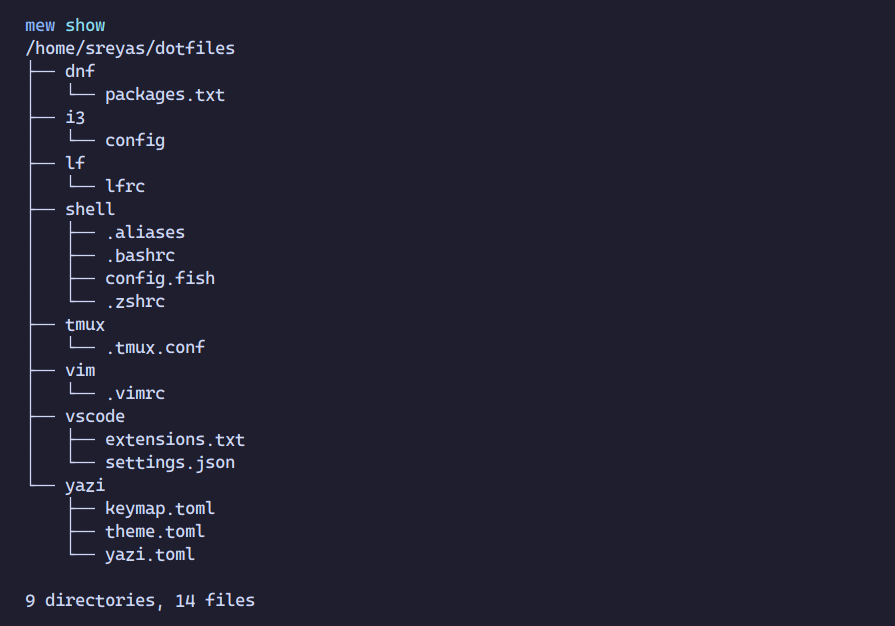 mew show
/home/sreyas/dotfiles
├── dnf
│   └── packages.txt
├── i3
│   └── config
├── lf
│   └── lfrc
├── shell
│   ├── .aliases
│   ├── .bashrc
│   ├── config.fish
│   └── .zshrc
├── tmux
│   └── .tmux.conf
├── vim
│   └── .vimrc
├── vscode
│   ├── extensions.txt
│   └── settings.json
└── yazi
    ├── keymap.toml
    ├── theme.toml
    └── yazi.toml
9 directories, 14 files